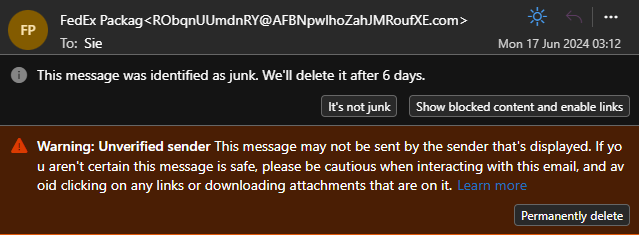 FP
FedEx Packag<RObqnUUmdnRY@AFBNpwlhoZahJMRoufXE.com>
To: Sie
Mon 17 Jun 2024 03:12
This message was identified as junk. We'll delete it after 6 days.
It's not junk
Show blocked content and enable links
Warning: Unverified sender This message may not be sent by the sender that's displayed. If yo
u aren't certain this message is safe, please be cautious when interacting with this email, and av
oid clicking on any links or downloading attachments that are on it. Learn more
Permanently delete